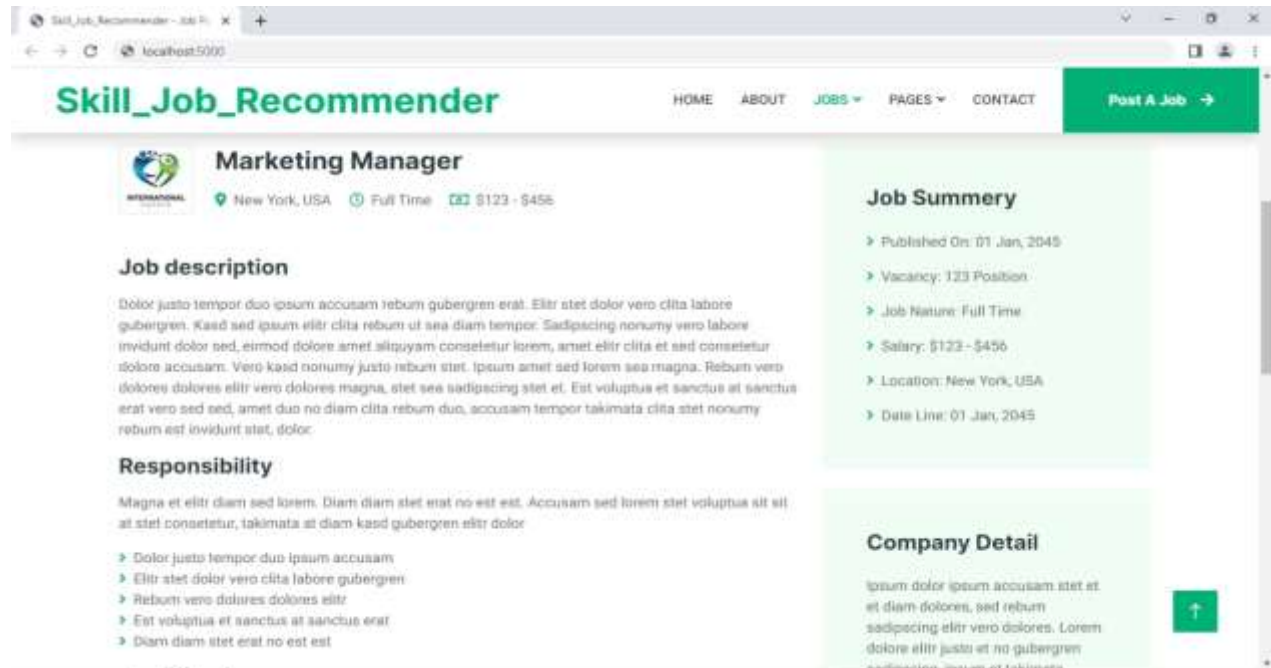 Skill_Job_Recommender - Job P
localhost:5000
Skill_Job_Recommender
HOME ABOUT JOBS PAGES CONTACT Post A Job
INTERNATIONAL
Marketing Manager
New York, USA Full Time $123 - $456
Job description
Dolor justo tempor duo ipsum accusam rebum gubergren erat. Elitr stet dolor vero clita labore
gubergren. Kasd sed ipsum elitr clita rebum ut sea diam tempor. Sadipscing nonumy vero labore
invidunt dolor sed, eirmod dolore amet aliquyam consetetur lorem, amet elitr clita et sed consetetur
dolore accusam. Vero kasd nonumy justo rebum stet. Ipsum amet sed lorem sea magna. Rebum vero
dolores dolores elitr vero dolores magna, stet sea sadipscing stet et. Est voluptua et sanctus at sanctus
erat vero sed sed, amet duo no diam clita rebum duo, accusam tempor takimata clita stet nonumy
rebum est invidunt stet, dolor.
Responsibility
Magna et elitr diam sed lorem. Diam diam stet erat no est est. Accusam sed lorem stet voluptua sit sit
at stet consetetur, takimata at diam kasd gubergren elitr dolor
Dolor justo tempor duo ipsum accusam
Elitr stet dolor vero clita labore gubergren
Rebum vero dolores dolores elitr
Est voluptua et sanctus at sanctus erat
Diam diam stet erat no est est
Job Summery
Published On: 01 Jan, 2045
Vacancy: 123 Position
Job Nature: Full Time
Salary: $123 - $456
Location: New York, USA
Date Line: 01 Jan, 2045
Company Detail
Ipsum dolor ipsum accusam stet et
et diam dolores, sed rebum
sadipscing elitr vero dolores. Lorem
dolore elitr justo et no gubergren